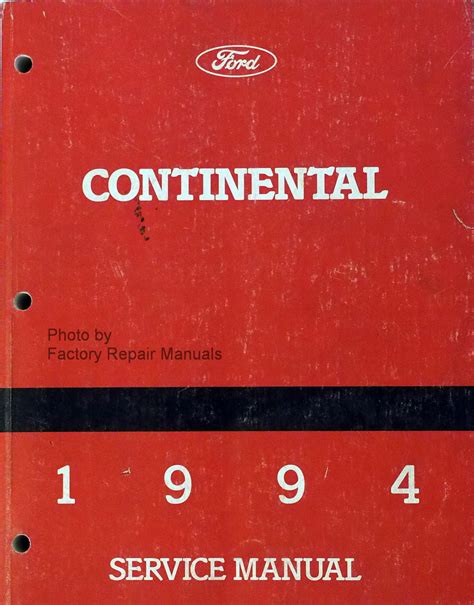 Ford
CONTINENTAL
Photo by
Factory Repair Manuals
1 9 9 4
SERVICE MANUAL